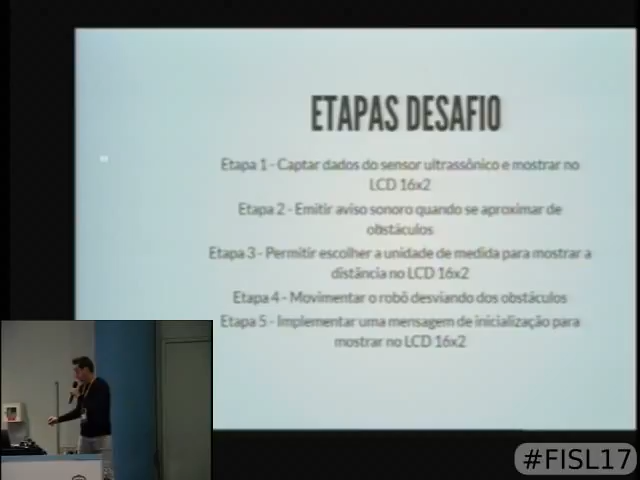 ETAPAS DESAFIO
Etapa 1 - Captar dados do sensor ultrassônico e mostrar no
LCD 16x2
Etapa 2 - Emitir aviso sonoro quando se aproximar de
obstáculos
Etapa 3 - Permitir escolher a unidade de medida para mostrar a
distância no LCD 16x2
Etapa 4 - Movimentar o robô desviando dos obstáculos
Etapa 5 - Implementar uma mensagem de inicialização para
mostrar no LCD 16x2
#FISL17